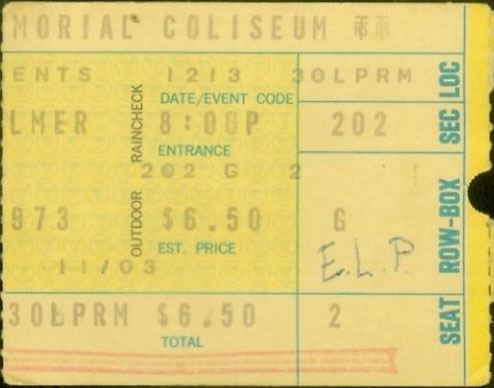 MORIAL COLISEUM
ENTS 1213 30LPRM
DATE/EVENT CODE
LMER 8:00P 202
ENTRANCE
202 G 2
973 $6.50 G
EST. PRICE
11/03
30LPRM $6.50 2
TOTAL
OUTDOOR RAINCHECK
E.L.P.
LOC
SEC
ROW-BOX
SEAT